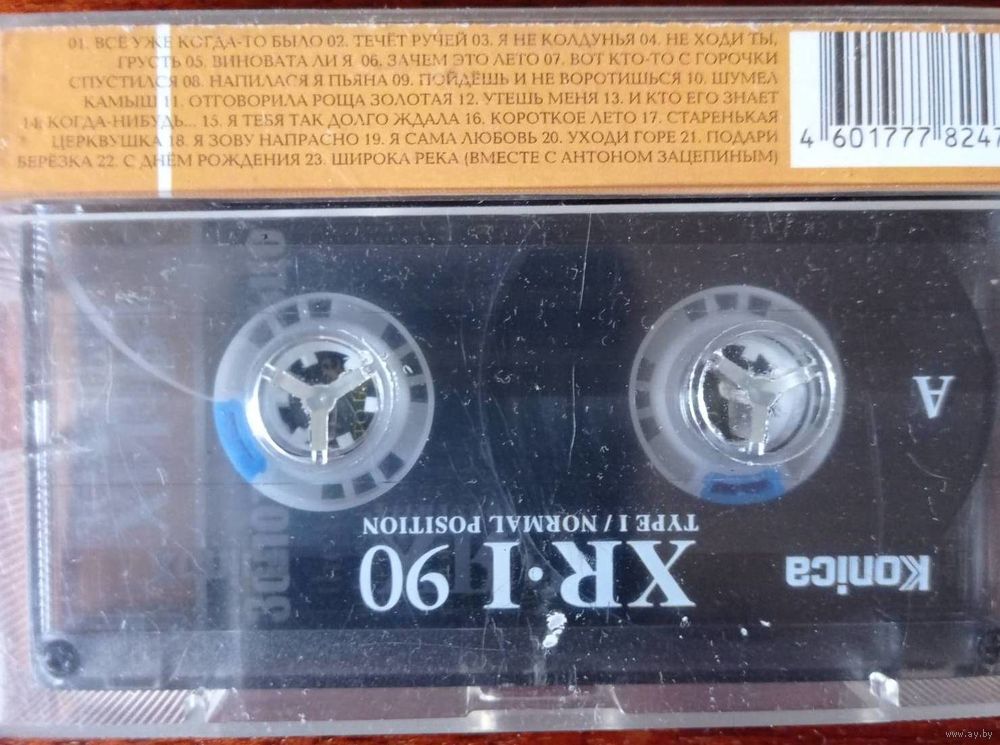 01. ВСЁ УЖЕ КОГДА-ТО БЫЛО 02. ТЕЧЁТ РУЧЕЙ 03. Я НЕ КОЛДУНЬЯ 04. НЕ ХОДИ ТЫ,
ГРУСТЬ 05. ВИНОВАТА ЛИ Я 06. ЗАЧЕМ ЭТО ЛЕТО 07. ВОТ КТО-ТО С ГОРОЧКИ
СПУСТИЛСЯ 08. НАПИЛАСЯ Я ПЬЯНА 09. ПОЙДЁШЬ И НЕ ВОРОТИШЬСЯ 10. ШУМЕЛ
КАМЫШ 11. ОТГОВОРИЛА РОЩА ЗОЛОТАЯ 12. УТЕШЬ МЕНЯ 13. И КТО ЕГО ЗНАЕТ
14. КОГДА-НИБУДЬ... 15. Я ТЕБЯ ТАК ДОЛГО ЖДАЛА 16. КОРОТКОЕ ЛЕТО 17. СТАРЕНЬКАЯ
ЦЕРКВУШКА 18. Я ЗОВУ НАПРАСНО 19. Я САМА ЛЮБОВЬ 20. УХОДИ ГОРЕ 21. ПОДАРИ
БЕРЁЗКА 22. С ДНЁМ РОЖДЕНИЯ 23. ШИРОКА РЕКА (ВМЕСТЕ С АНТОНОМ ЗАЦЕПИНЫМ)
4 601777 8247
A
TYPE I / NORMAL POSITION
XR·I 90
Konica
www.ay.by